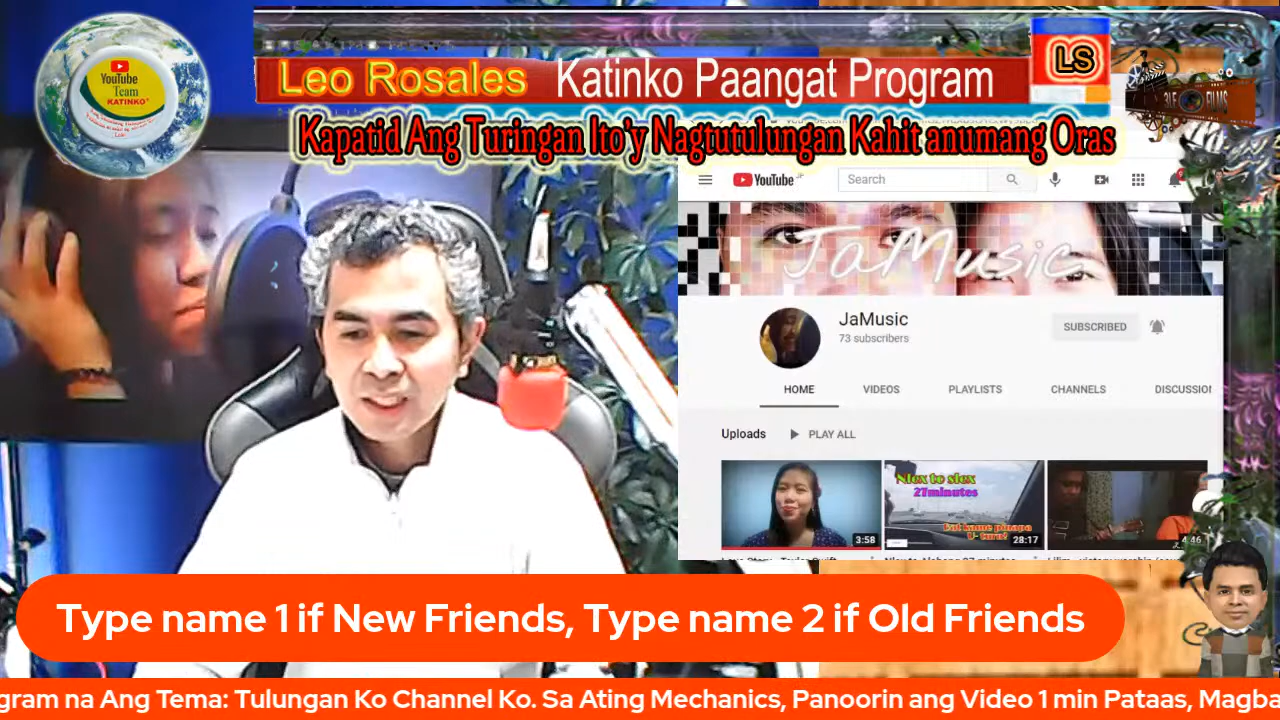 YouTube
Team
KATINKO
Leo Rosales Katinko Paangat Program
LS
3LF FILMS
Kapatid Ang Turingan Ito'y Nagtutulungan Kahit anumang Oras
YouTube
Search
JaMusic
JaMusic
73 subscribers
SUBSCRIBED
HOME VIDEOS PLAYLISTS CHANNELS DISCUSSION
Uploads PLAY ALL
Nlex to slex
27minutes
3:58
28:17
4:46
Type name 1 if New Friends, Type name 2 if Old Friends
gram na Ang Tema: Tulungan Ko Channel Ko. Sa Ating Mechanics, Panoorin ang Video 1 min Pataas, Magba